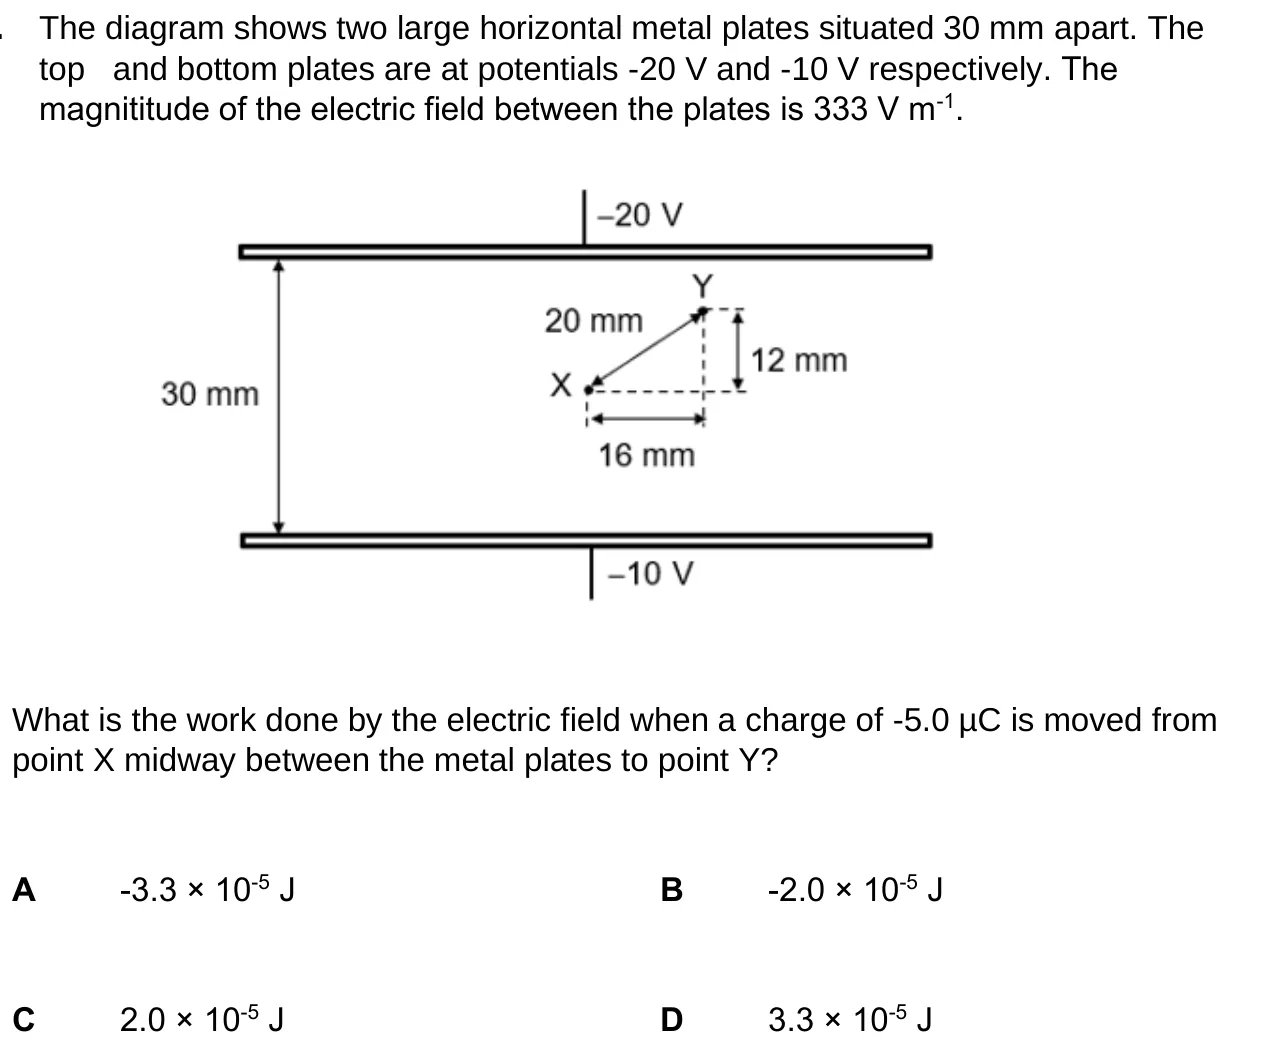 The diagram shows two large horizontal metal plates situated 30 mm apart. The
top and bottom plates are at potentials -20 V and -10 V respectively. The
magnititude of the electric field between the plates is 333 V m⁻¹.
–20 V
Y
20 mm
12 mm
X
30 mm
16 mm
–10 V
What is the work done by the electric field when a charge of -5.0 µC is moved from
point X midway between the metal plates to point Y?
A -3.3 × 10⁻⁵ J B -2.0 × 10⁻⁵ J
C 2.0 × 10⁻⁵ J D 3.3 × 10⁻⁵ J